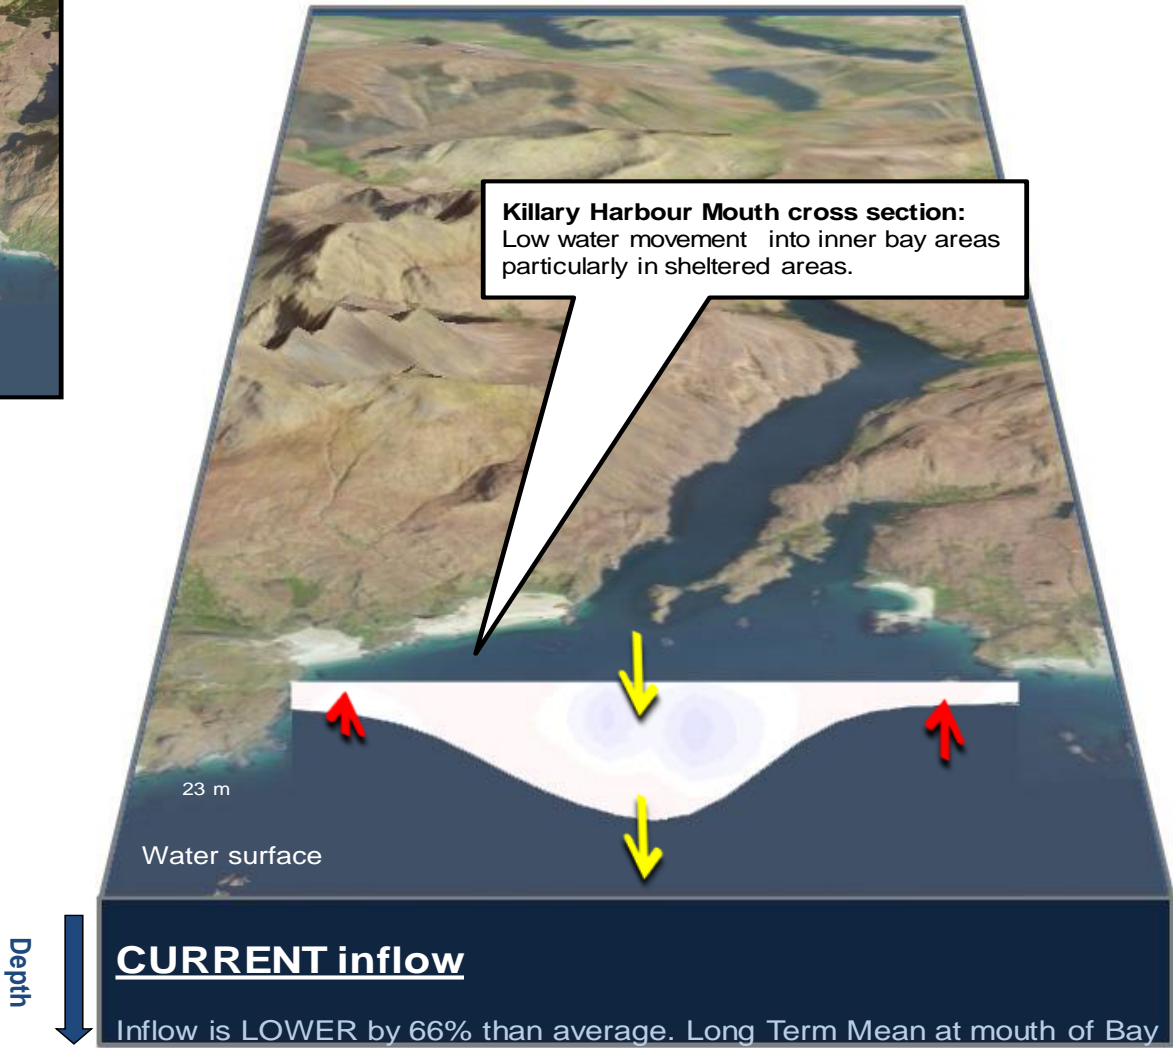 Killary Harbour Mouth cross section:
Low water movement into inner bay areas
particularly in sheltered areas.
23 m
Water surface
Depth
CURRENT inflow
Inflow is LOWER by 66% than average. Long Term Mean at mouth of Bay